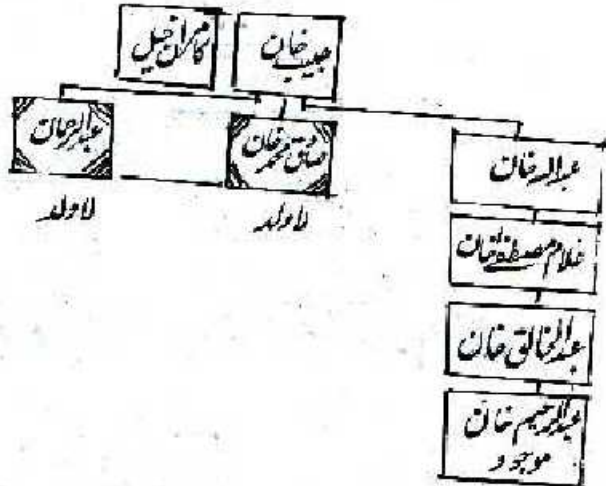 حبیب خان
کامران خیل
عبداللہ خان
صادق محمد خان
عبدالرحمان
لاولد
لاولد
غلام مصطفےٰ خان
عبدالخالق خان
عبدالرحیم خان
موجود